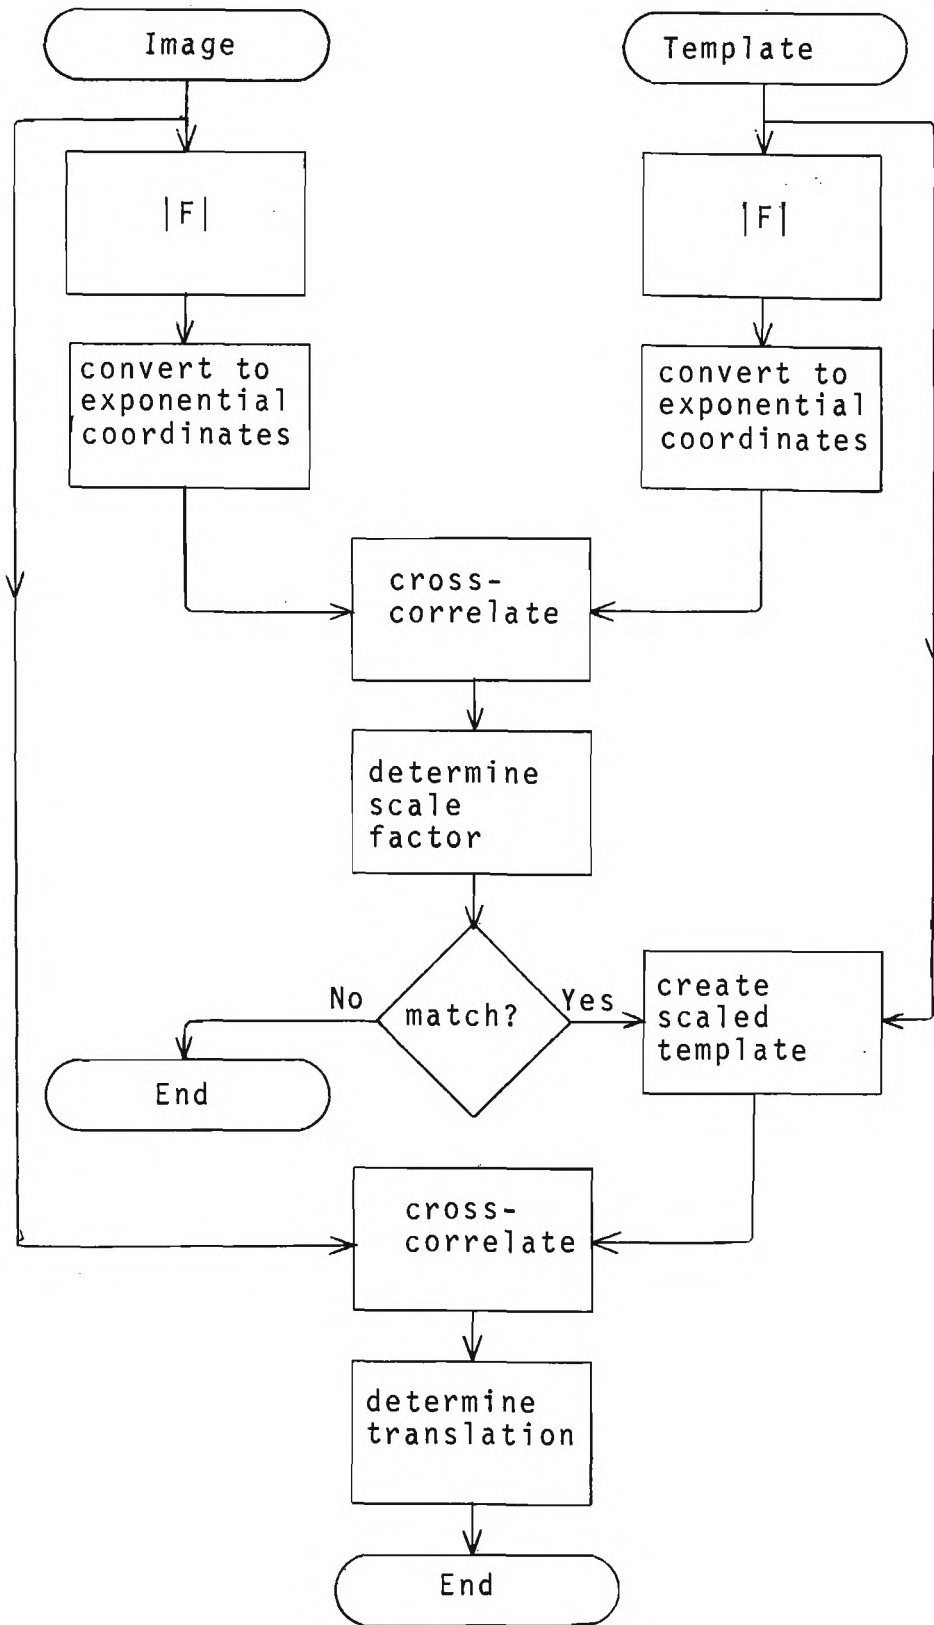 Image
Template
|F|
|F|
convert to
exponential
coordinates
convert to
exponential
coordinates
cross-
correlate
determine
scale
factor
match?
No
Yes
End
create
scaled
template
cross-
correlate
determine
translation
End